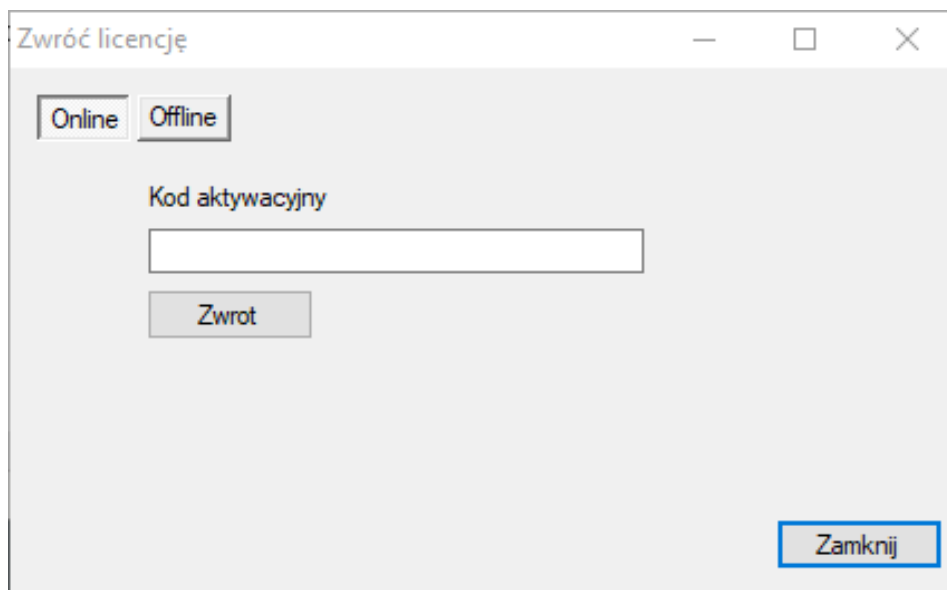 Zwróć licencję
Online Offline
Kod aktywacyjny
Zwrot
Zamknij